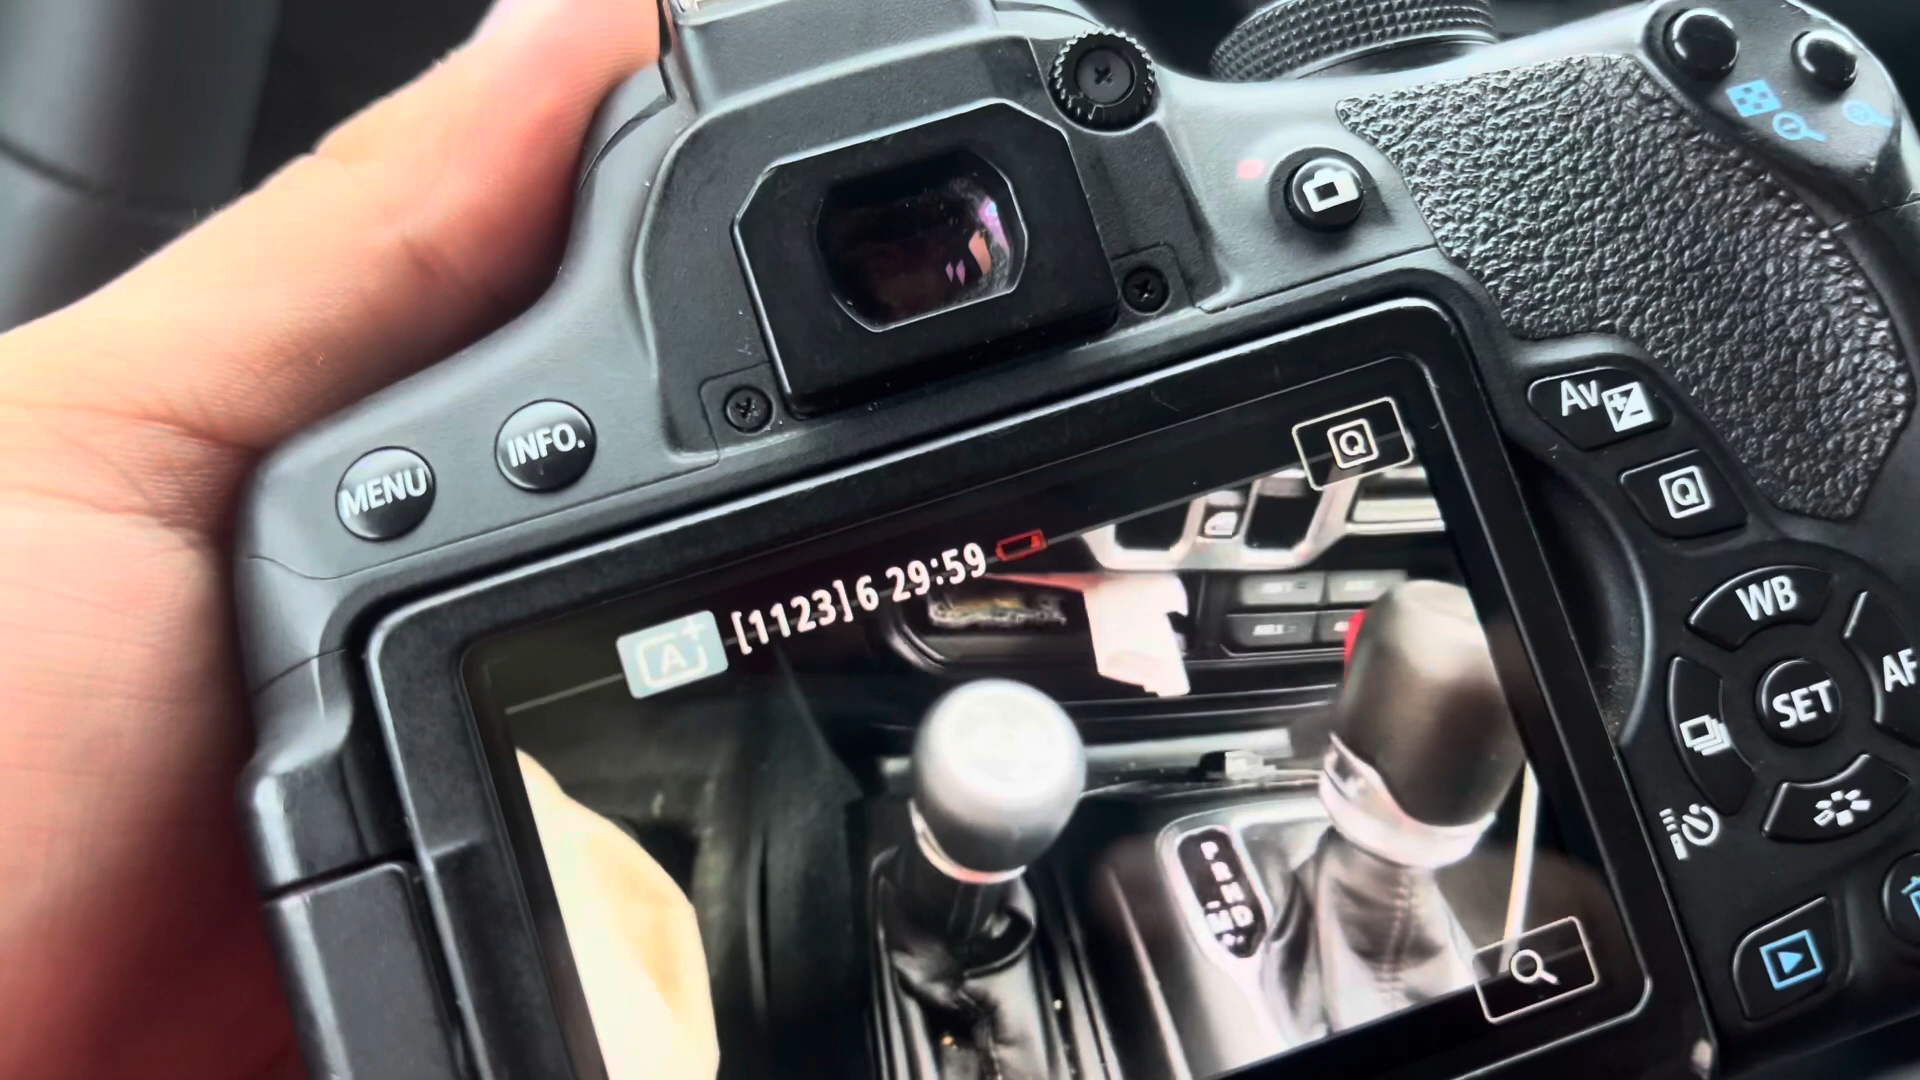 MENU
INFO.
Av
Q
Q
A+
[1123] 6 29:59
WB
AF
SET
P
R
N
D
M